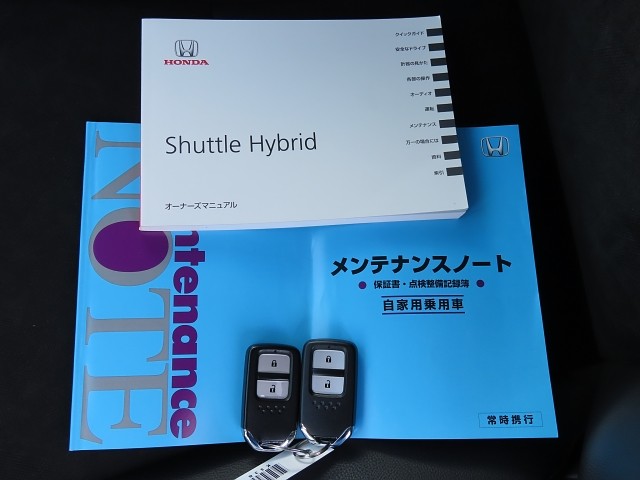 HONDA
Shuttle Hybrid
オーナーズマニュアル
クイックガイド
安全なドライブ
計器の見かた
各部の操作
オーディオ
運転
メンテナンス
万一の場合には
資料
索引
NOTE
ntenance
メンテナンスノート
● 保証書・点検整備記録簿 ●
自家用乗用車
常時携行